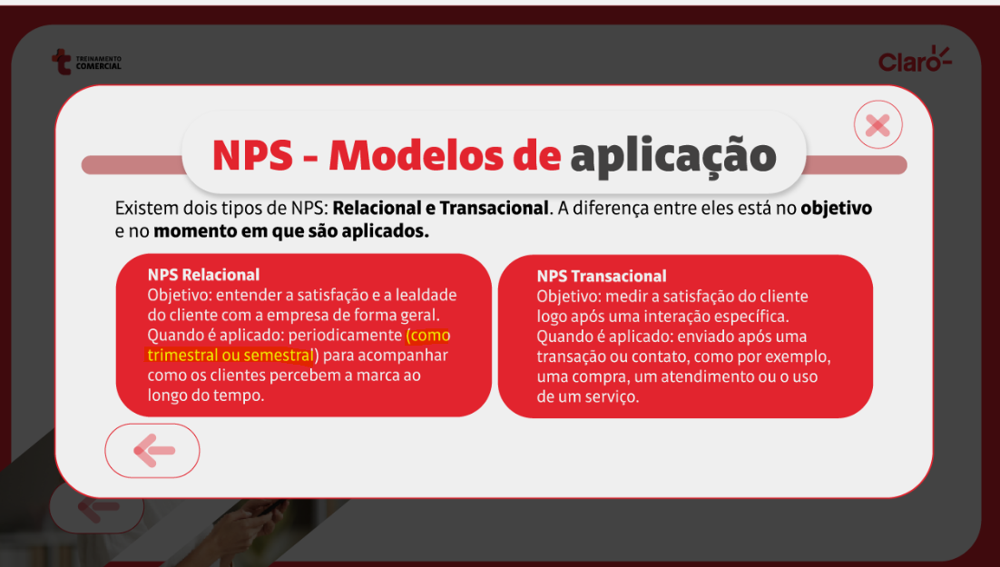 TREINAMENTO
COMERCIAL
Claro
NPS - Modelos de aplicação
Existem dois tipos de NPS: Relacional e Transacional. A diferença entre eles está no objetivo
e no momento em que são aplicados.
NPS Relacional
Objetivo: entender a satisfação e a lealdade
do cliente com a empresa de forma geral.
Quando é aplicado: periodicamente (como
trimestral ou semestral) para acompanhar
como os clientes percebem a marca ao
longo do tempo.
NPS Transacional
Objetivo: medir a satisfação do cliente
logo após uma interação específica.
Quando é aplicado: enviado após uma
transação ou contato, como por exemplo,
uma compra, um atendimento ou o uso
de um serviço.